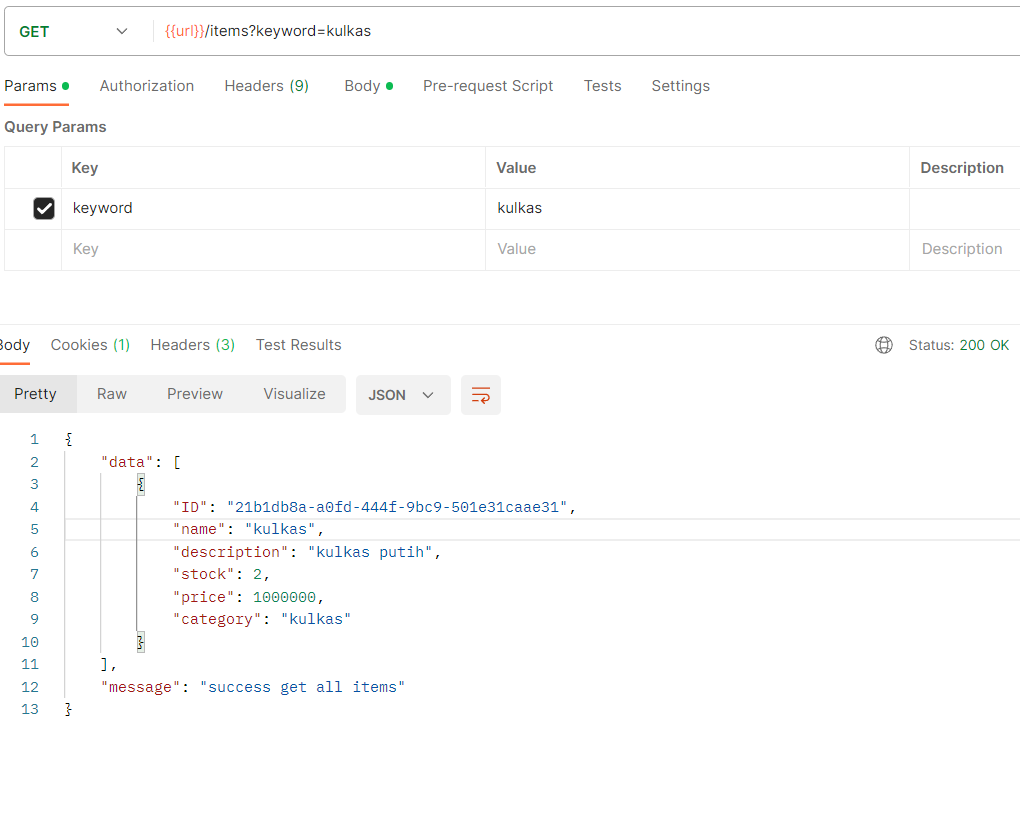 GET {{url}}/items?keyword=kulkas
Params Authorization Headers (9) Body Pre-request Script Tests Settings
Query Params
Key Value Description
keyword kulkas
Key Value Description
Body Cookies (1) Headers (3) Test Results Status: 200 OK
Pretty Raw Preview Visualize JSON
1 {
2 "data": [
3 {
4 "ID": "21b1db8a-a0fd-444f-9bc9-501e31caae31",
5 "name": "kulkas",
6 "description": "kulkas putih",
7 "stock": 2,
8 "price": 1000000,
9 "category": "kulkas"
10 }
11 ],
12 "message": "success get all items"
13 }